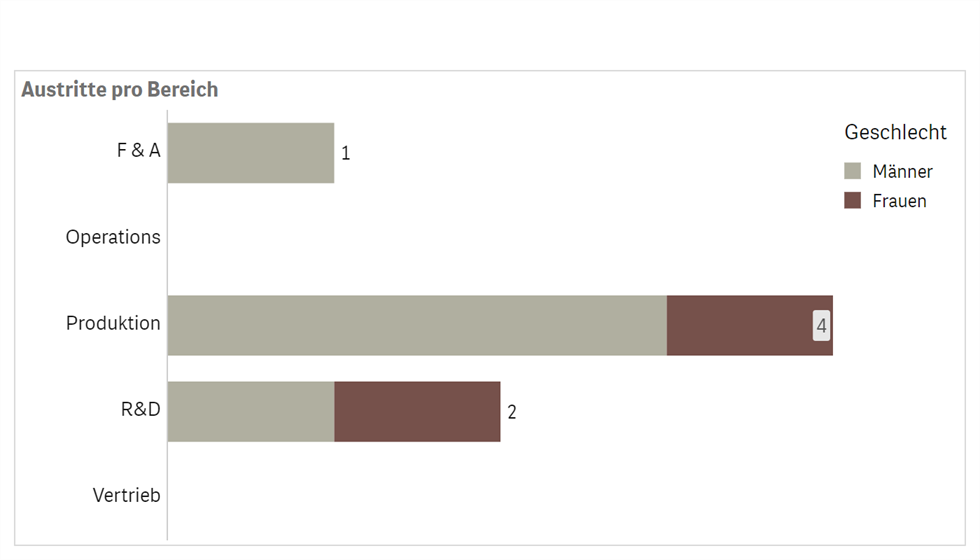 Austritte pro Bereich
Geschlecht
Männer
Frauen
F & A
1
Operations
Produktion
4
R&D
2
Vertrieb